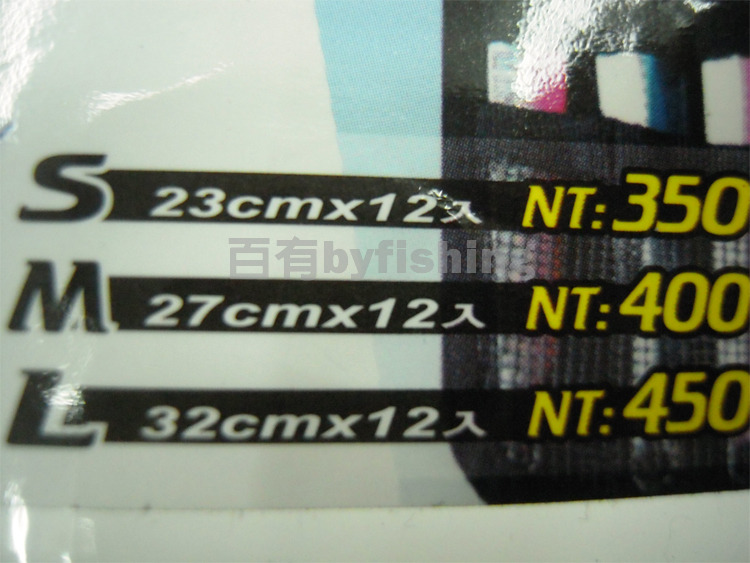 S 23cmx12入 NT:350
百有byfishing
M 27cmx12入 NT:400
L 32cmx12入 NT:450